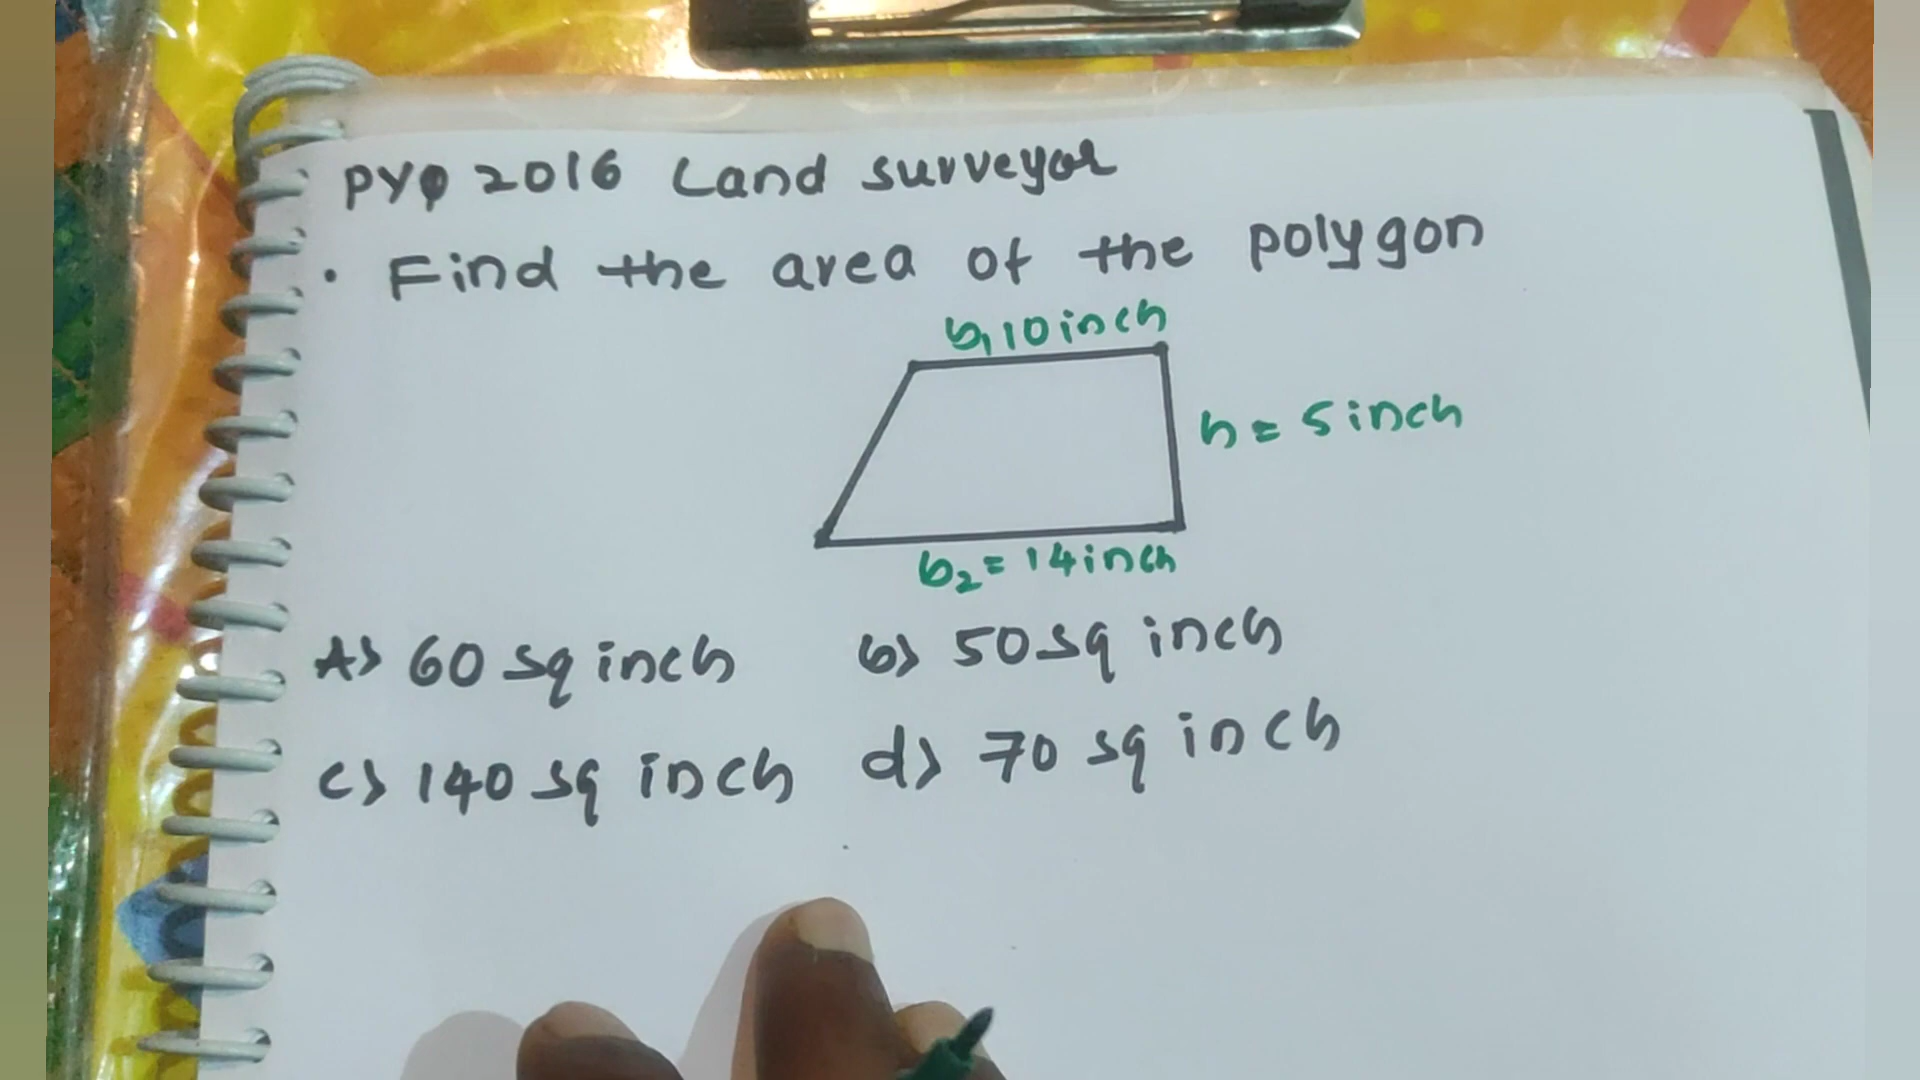 PYQ 2016 Land surveyor
• Find the area of the polygon
b₁ 10 inch
h = 5 inch
b₂ = 14 inch
A) 60 sq inch b) 50 sq inch
c) 140 sq inch d) 70 sq inch